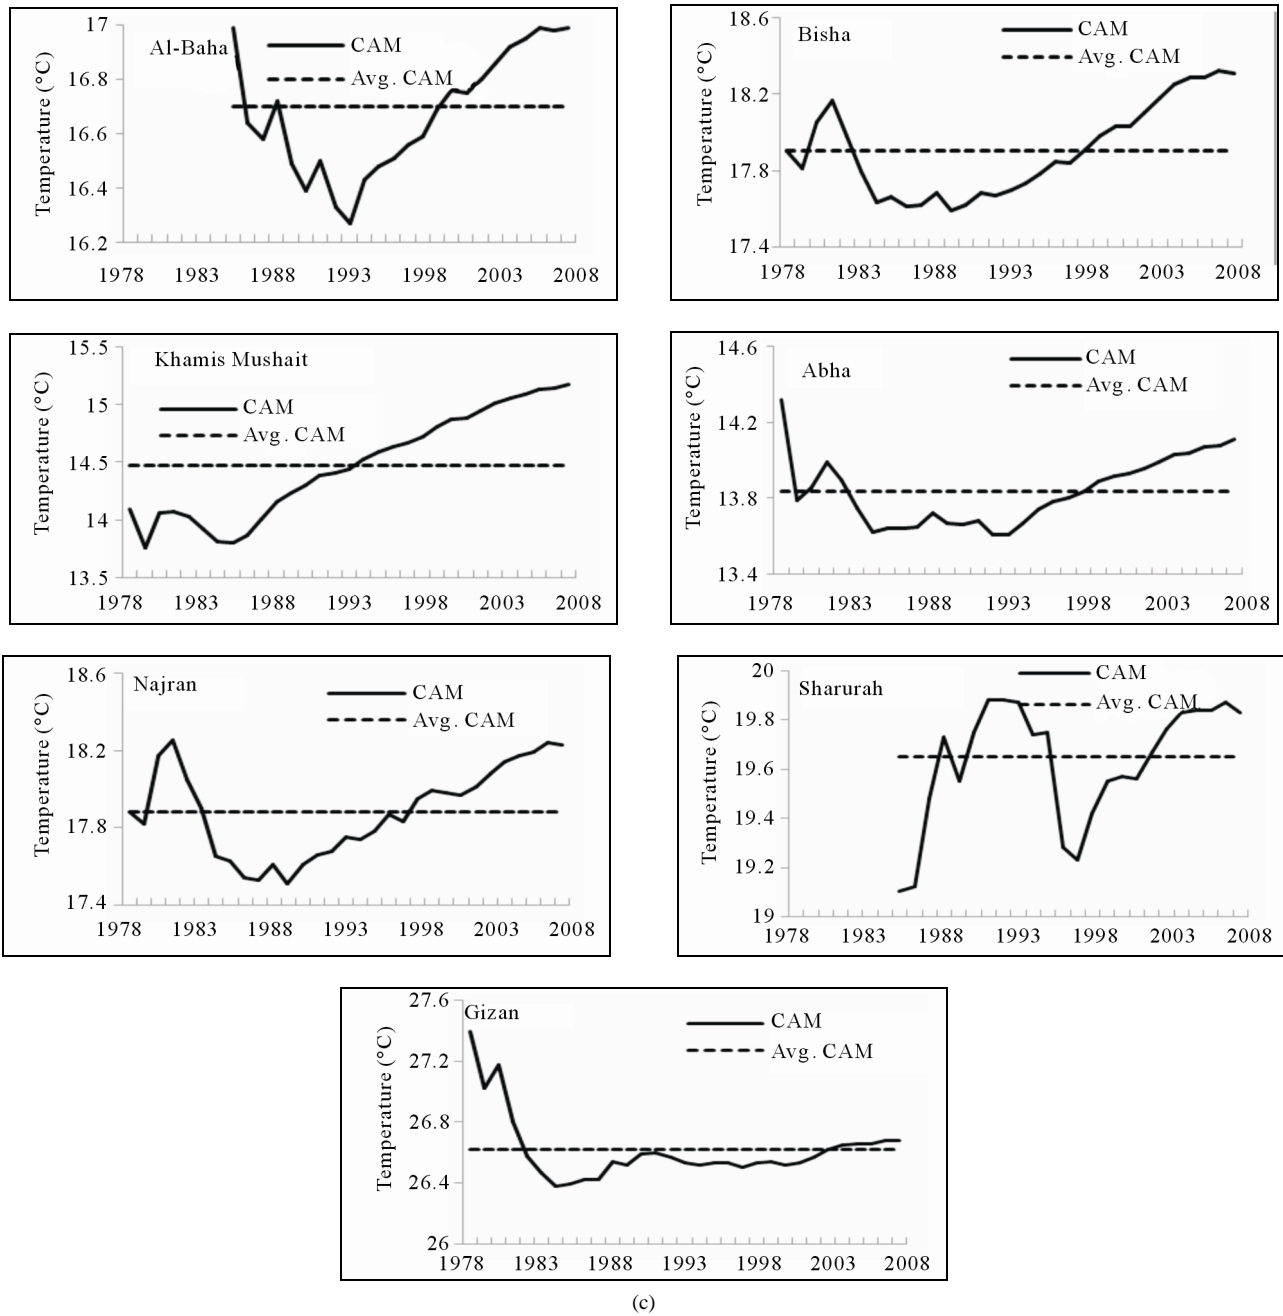 Al-Baha
CAM
Avg. CAM
Temperature (°C)
17
16.8
16.6
16.4
16.2
1978 1983 1988 1993 1998 2003 2008
Bisha
CAM
Avg. CAM
Temperature (°C)
18.6
18.2
17.8
17.4
1978 1983 1988 1993 1998 2003 2008
Khamis Mushait
CAM
Avg. CAM
Temperature (°C)
15.5
15
14.5
14
13.5
1978 1983 1988 1993 1998 2003 2008
Abha
CAM
Avg. CAM
Temperature (°C)
14.6
14.2
13.8
13.4
1978 1983 1988 1993 1998 2003 2008
Najran
CAM
Avg. CAM
Temperature (°C)
18.6
18.2
17.8
17.4
1978 1983 1988 1993 1998 2003 2008
Sharurah
CAM
Avg. CAM
Temperature (°C)
20
19.8
19.6
19.4
19.2
19
1978 1983 1988 1993 1998 2003 2008
Gizan
CAM
Avg. CAM
Temperature (°C)
27.6
27.2
26.8
26.4
26
1978 1983 1988 1993 1998 2003 2008
(c)